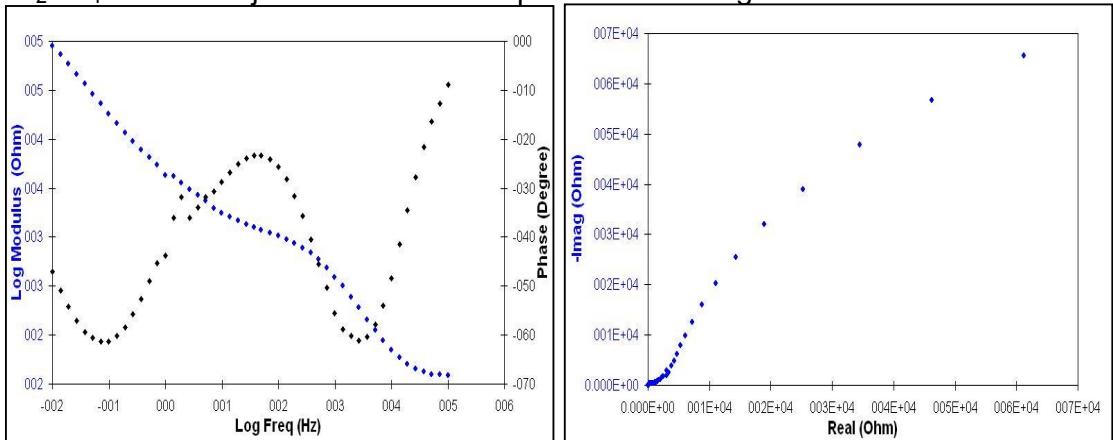 005
005
004
004
003
003
002
002
000
-010
-020
-030
-040
-050
-060
-070
-002
-001
000
001
002
003
004
005
006
Log Modulus (Ohm)
Phase (Degree)
Log Freq (Hz)
007E+04
006E+04
005E+04
004E+04
003E+04
002E+04
001E+04
000E+00
0.000E+00
001E+04
002E+04
003E+04
004E+04
005E+04
006E+04
007E+04
-Imag (Ohm)
Real (Ohm)